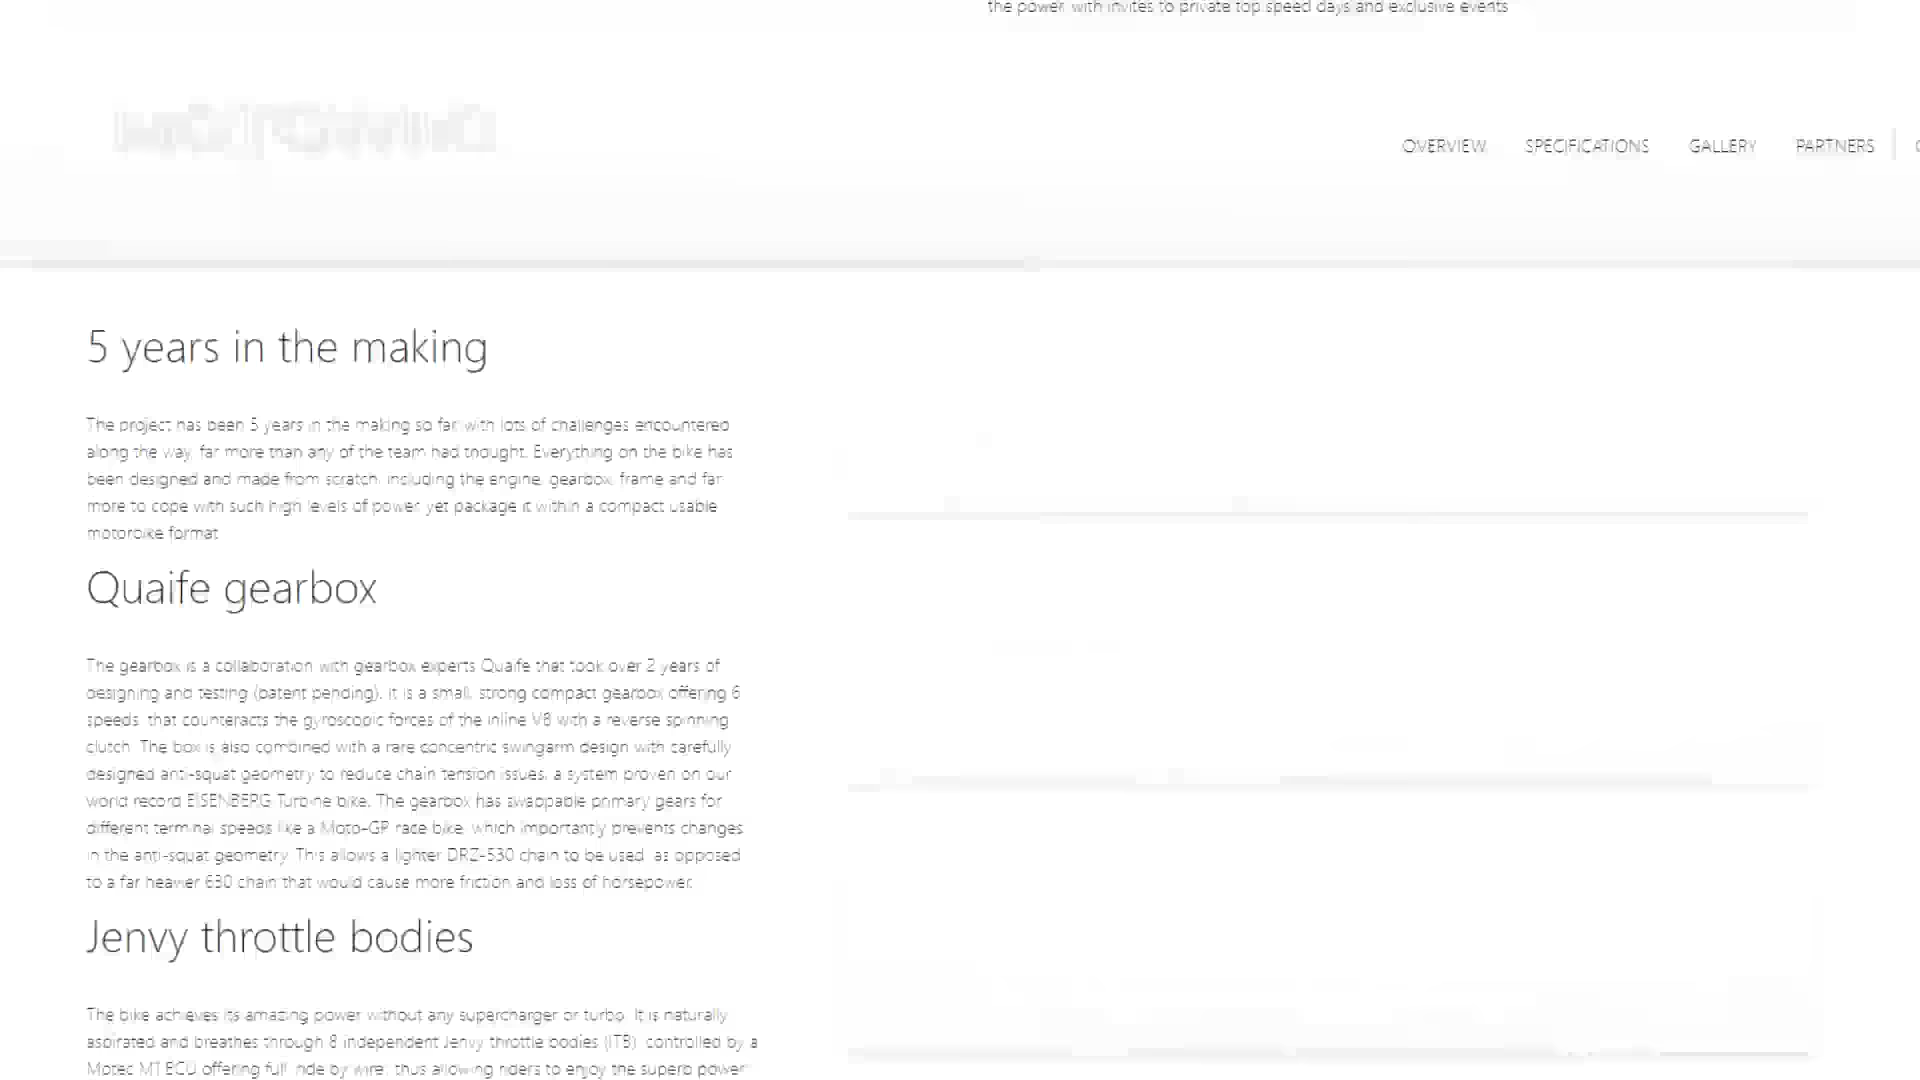 the power with invites to private top speed days and exclusive events
OVERVIEW SPECIFICATIONS GALLERY PARTNERS
5 years in the making
The project has been 5 years in the making so far with lots of challenges encountered
along the way, far more than any of the team had thought. Everything on the bike has
been designed and made from scratch including the engine, gearbox, frame and far
more to cope with such high levels of power yet package it within a compact usable
motorbike format
Quaife gearbox
The gearbox is a collaboration with gearbox experts Quaife that took over 2 years of
designing and testing (patent pending). It is a small, strong compact gearbox offering 6
speeds that counteracts the gyroscopic forces of the inline V8 with a reverse spinning
clutch. The box is also combined with a rare concentric swingarm design with carefully
designed anti-squat geometry to reduce chain tension issues, a system proven on our
world record EISENBERG Turbine bike. The gearbox has swappable primary gears for
different terminal speeds like a Moto-GP race bike, which importantly prevents changes
in the anti-squat geometry. This allows a lighter DRZ-530 chain to be used as opposed
to a far heavier 630 chain that would cause more friction and loss of horsepower.
Jenvy throttle bodies
The bike achieves its amazing power without any supercharger or turbo. It is naturally
aspirated and breathes through 8 independent Jenvy throttle bodies (ITB) controlled by a
Motec M1 ECU offering full ride by wire, thus allowing riders to enjoy the superb power